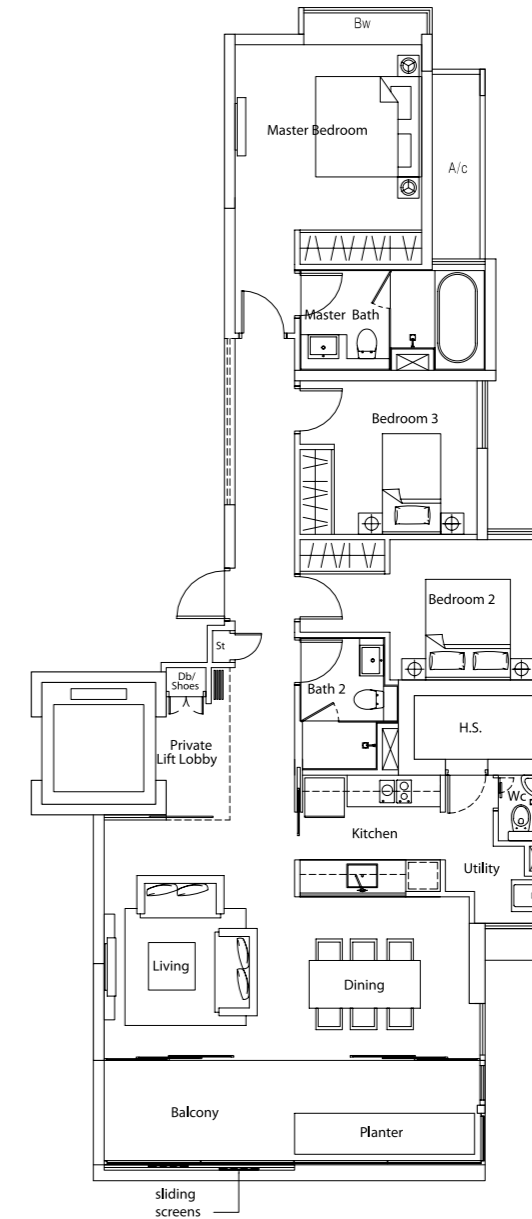 Bw
Master Bedroom
A/c
Master Bath
Bedroom 3
Bedroom 2
St
Db/
Shoes
Bath 2
H.S.
Private
Lift Lobby
Wc
Kitchen
Utility
Living
Dining
Balcony
Planter
sliding
screens